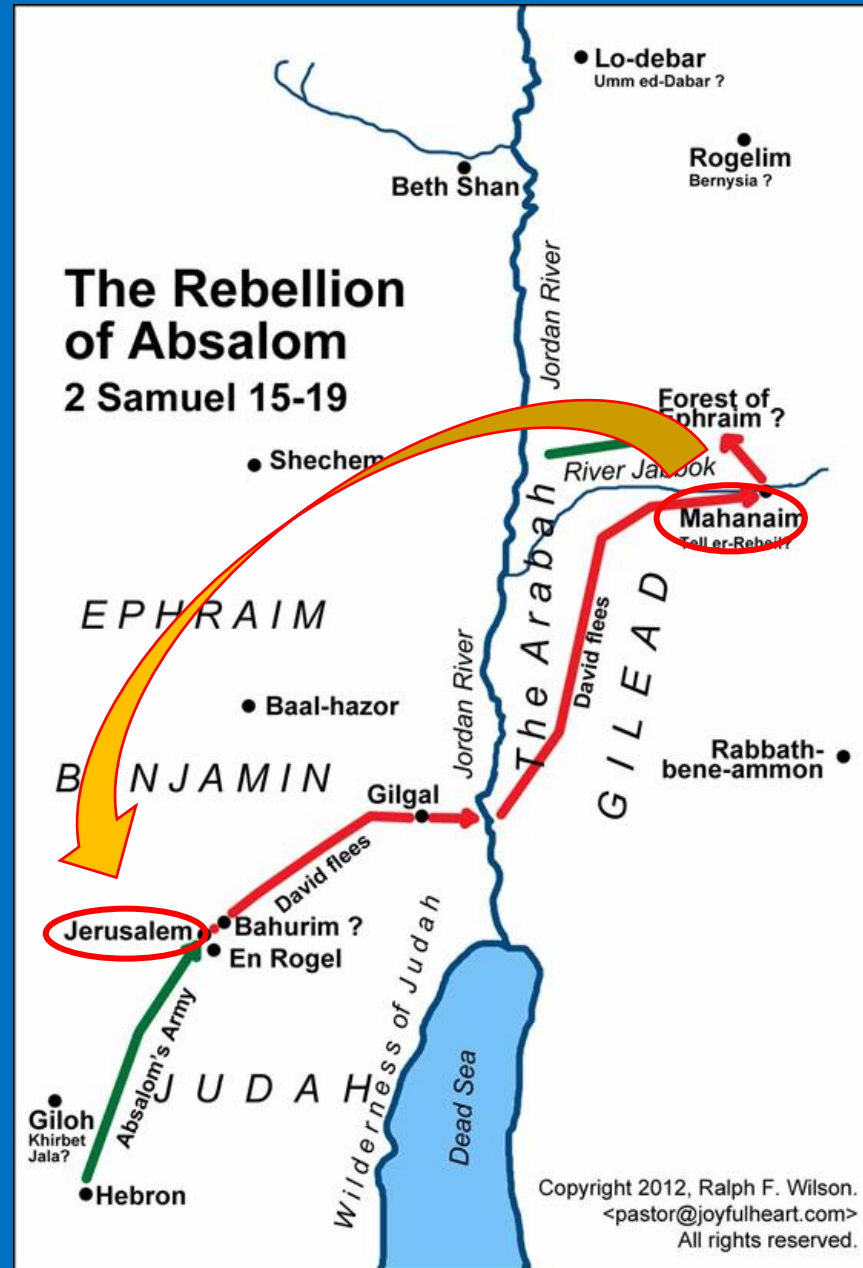 Lo-debar
Umm ed-Dabar ?
Rogelim
Bernysia ?
Beth Shan
Jordan River
The Rebellion
of Absalom
2 Samuel 15-19
Forest of
Ephraim ?
Shechem
River Jabbok
Mahanaim
Tell er-Reheil?
The Arabah
David flees
GILEAD
EPHRAIM
Jordan River
Baal-hazor
Rabbath-
bene-ammon
BENJAMIN
Gilgal
David flees
Jerusalem
Bahurim ?
En Rogel
Wilderness of Judah
Absalom's Army
JUDAH
Dead Sea
Giloh
Khirbet
Jala?
Hebron
Copyright 2012, Ralph F. Wilson.
<pastor@joyfulheart.com>
All rights reserved.